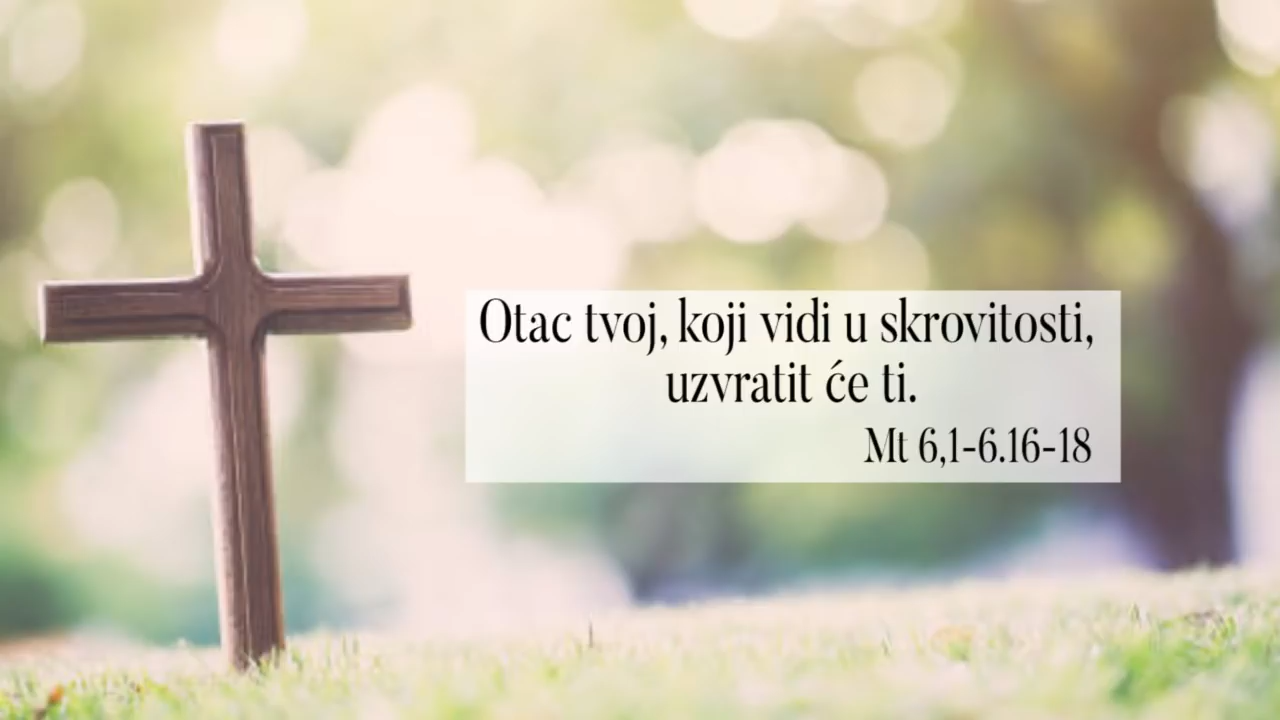 Otac tvoj, koji vidi u skrovitosti,
uzvratit će ti.
Mt 6,1-6.16-18